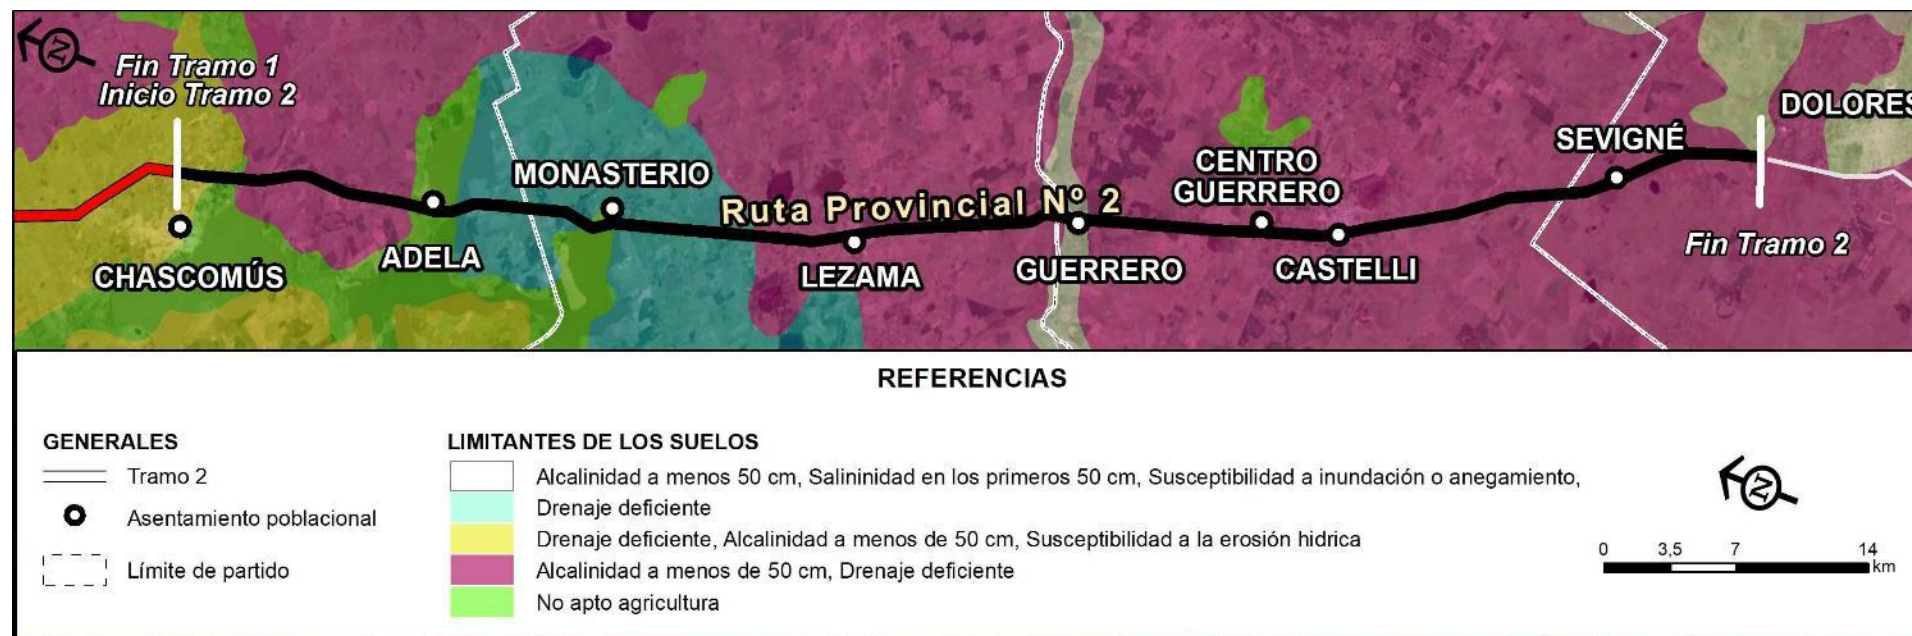 N
Fin Tramo 1
Inicio Tramo 2
DOLORES
SEVIGNÉ
MONASTERIO
CENTRO
GUERRERO
Ruta Provincial Nº 2
ADELA
CHASCOMÚS
LEZAMA
GUERRERO
CASTELLI
Fin Tramo 2
REFERENCIAS
GENERALES
Tramo 2
Asentamiento poblacional
Límite de partido
LIMITANTES DE LOS SUELOS
Alcalinidad a menos 50 cm, Salininidad en los primeros 50 cm, Susceptibilidad a inundación o anegamiento,
Drenaje deficiente
Drenaje deficiente, Alcalinidad a menos de 50 cm, Susceptibilidad a la erosión hidrica
Alcalinidad a menos de 50 cm, Drenaje deficiente
No apto agricultura
N
0 3,5 7 14
km